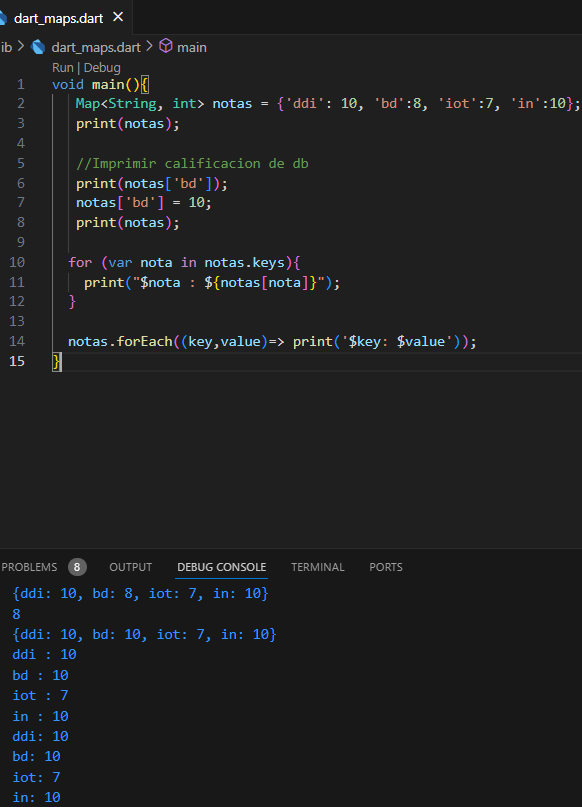 dart_maps.dart
ib > dart_maps.dart > main
Run | Debug
1 void main(){
2 Map<String, int> notas = {'ddi': 10, 'bd':8, 'iot':7, 'in':10};
3 print(notas);
4
5 //Imprimir calificacion de db
6 print(notas['bd']);
7 notas['bd'] = 10;
8 print(notas);
9
10 for (var nota in notas.keys){
11 print("$nota : ${notas[nota]}");
12 }
13
14 notas.forEach((key,value)=> print('$key: $value'));
15 }
PROBLEMS 8 OUTPUT DEBUG CONSOLE TERMINAL PORTS
{ddi: 10, bd: 8, iot: 7, in: 10}
8
{ddi: 10, bd: 10, iot: 7, in: 10}
ddi : 10
bd : 10
iot : 7
in : 10
ddi: 10
bd: 10
iot: 7
in: 10